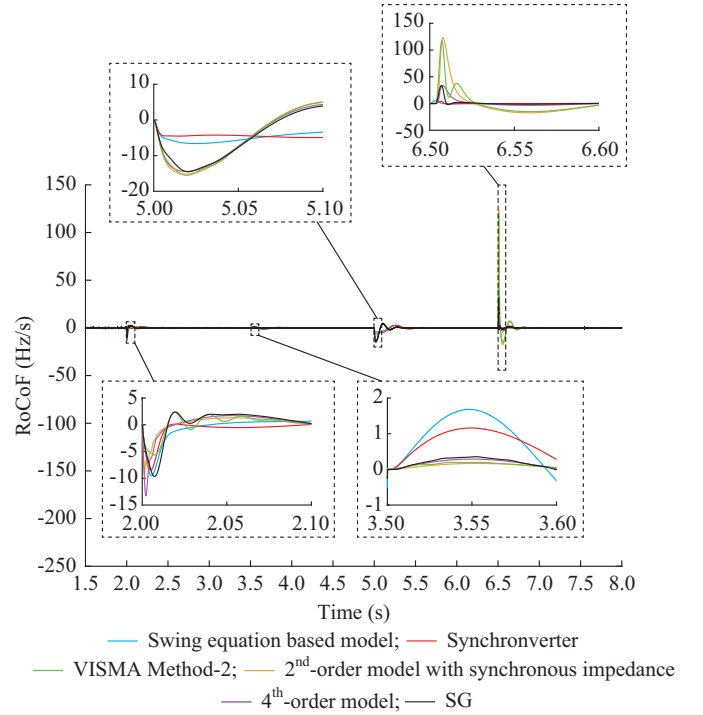 150
100
50
0
-50
6.50 6.55 6.60
10
0
-10
-20
5.00 5.05 5.10
150
100
50
0
-50
-100
-150
-200
-250
RoCoF (Hz/s)
5
0
-5
-10
-15
2.00 2.05 2.10
2
1
0
-1
3.50 3.55 3.60
1.5 2.0 2.5 3.0 3.5 4.0 4.5 5.0 5.5 6.0 6.5 7.0 7.5 8.0
Time (s)
Swing equation based model; Synchronverter
VISMA Method-2; 2nd-order model with synchronous impedance
4th-order model; SG